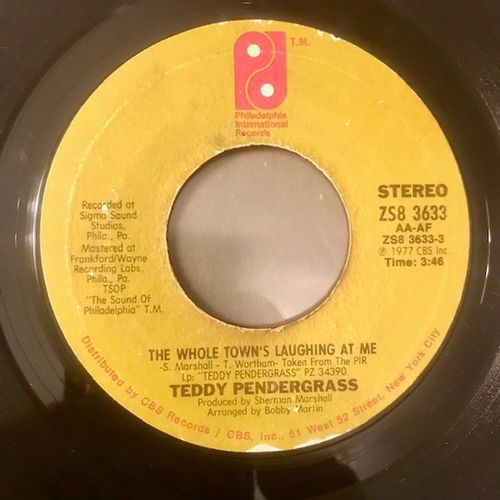 T.M.
Philadelphia
International
Records
Recorded at
Sigma Sound
Studios,
Phila., Pa.
Mastered at
Frankford/Wayne
Recording Labs,
Phila., Pa.
TSOP
"The Sound Of
Philadelphia" T.M.
STEREO
ZS8 3633
AA-AF
ZS8 3633-3
℗ 1977 CBS Inc.
Time: 3:46
THE WHOLE TOWN'S LAUGHING AT ME
-S. Marshall - T. Wortham- Taken From The PIR
Lp: "TEDDY PENDERGRASS" PZ 34390
TEDDY PENDERGRASS
Produced by Sherman Marshall
Arranged by Bobby Martin
Distributed by CBS Records / CBS, Inc., 51 West 52 Street, New York City